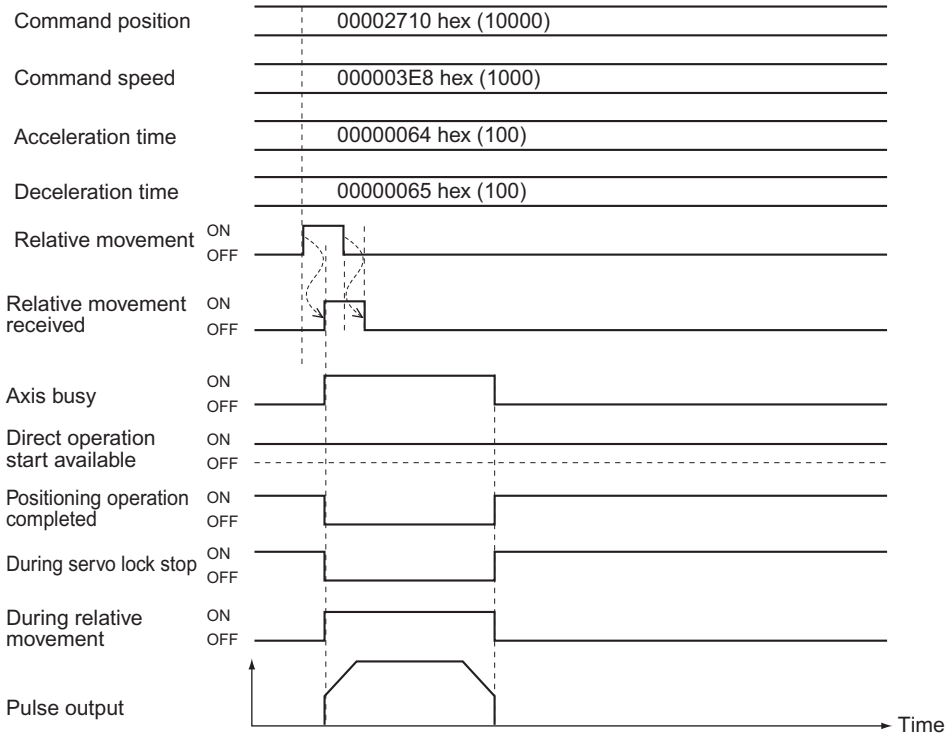 Command position 00002710 hex (10000)
Command speed 000003E8 hex (1000)
Acceleration time 00000064 hex (100)
Deceleration time 00000065 hex (100)
Relative movement ON
OFF
Relative movement
received
ON
OFF
Axis busy ON
OFF
Direct operation
start available
ON
OFF
Positioning operation
completed
ON
OFF
During servo lock stop ON
OFF
During relative
movement
ON
OFF
Pulse output
Time